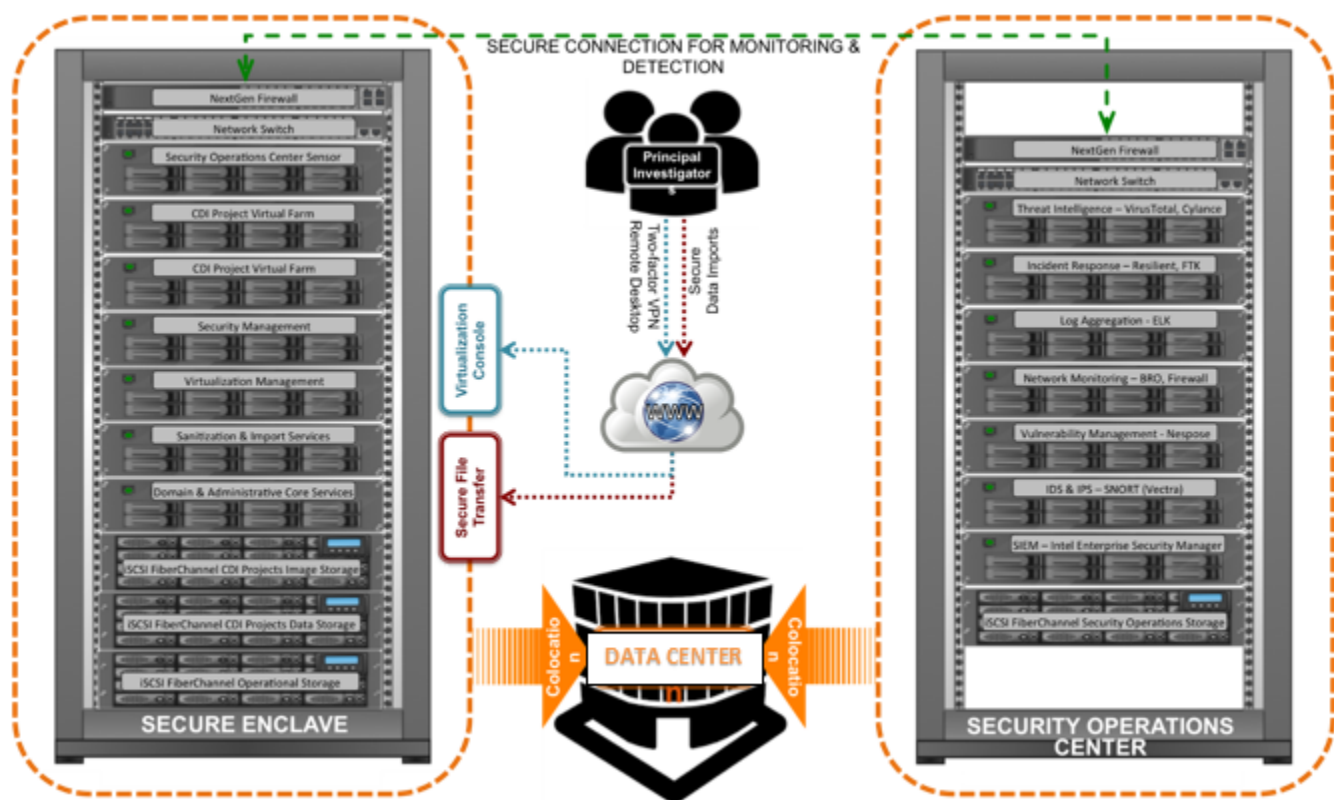 SECURE CONNECTION FOR MONITORING &
DETECTION
NextGen Firewall
Network Switch
Security Operations Center Sensor
CDI Project Virtual Farm
CDI Project Virtual Farm
Security Management
Virtualization Management
Sanitization & Import Services
Domain & Administrative Core Services
iSCSI FiberChannel CDI Projects Image Storage
iSCSI FiberChannel CDI Projects Data Storage
iSCSI FiberChannel Operational Storage
SECURE ENCLAVE
Virtualization
Console
Secure File
Transfer
Principal
Investigator
s
Two-factor VPN
Remote Desktop
Secure
Data Imports
WWW
Colocatio
n
DATA CENTER
n
Colocatio
n
NextGen Firewall
Network Switch
Threat Intelligence – VirusTotal, Cylance
Incident Response – Resilient, FTK
Log Aggregation - ELK
Network Monitoring – BRO, Firewall
Vulnerability Management - Nespose
IDS & IPS – SNORT (Vectra)
SIEM – Intel Enterprise Security Manager
iSCSI FiberChannel Security Operations Storage
SECURITY OPERATIONS
CENTER